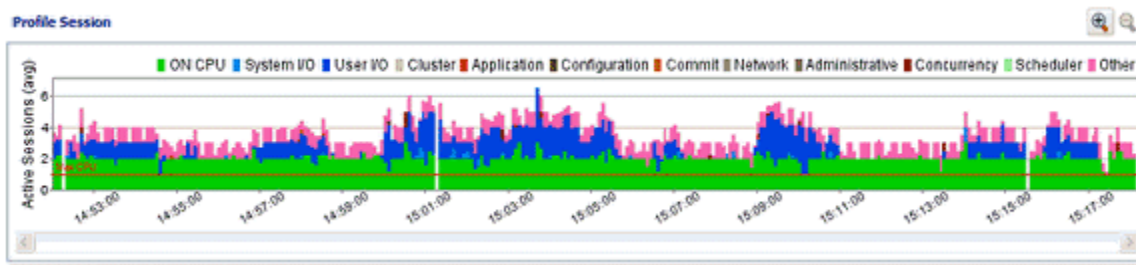 Profile Session
ON CPU System I/O User I/O Cluster Application Configuration Commit Network Administrative Concurrency Scheduler Other
Active Sessions (avg)
6
4
2
0
CPU
14:53:00 14:55:00 14:57:00 14:59:00 15:01:00 15:03:00 15:05:00 15:07:00 15:09:00 15:11:00 15:13:00 15:15:00 15:17:00